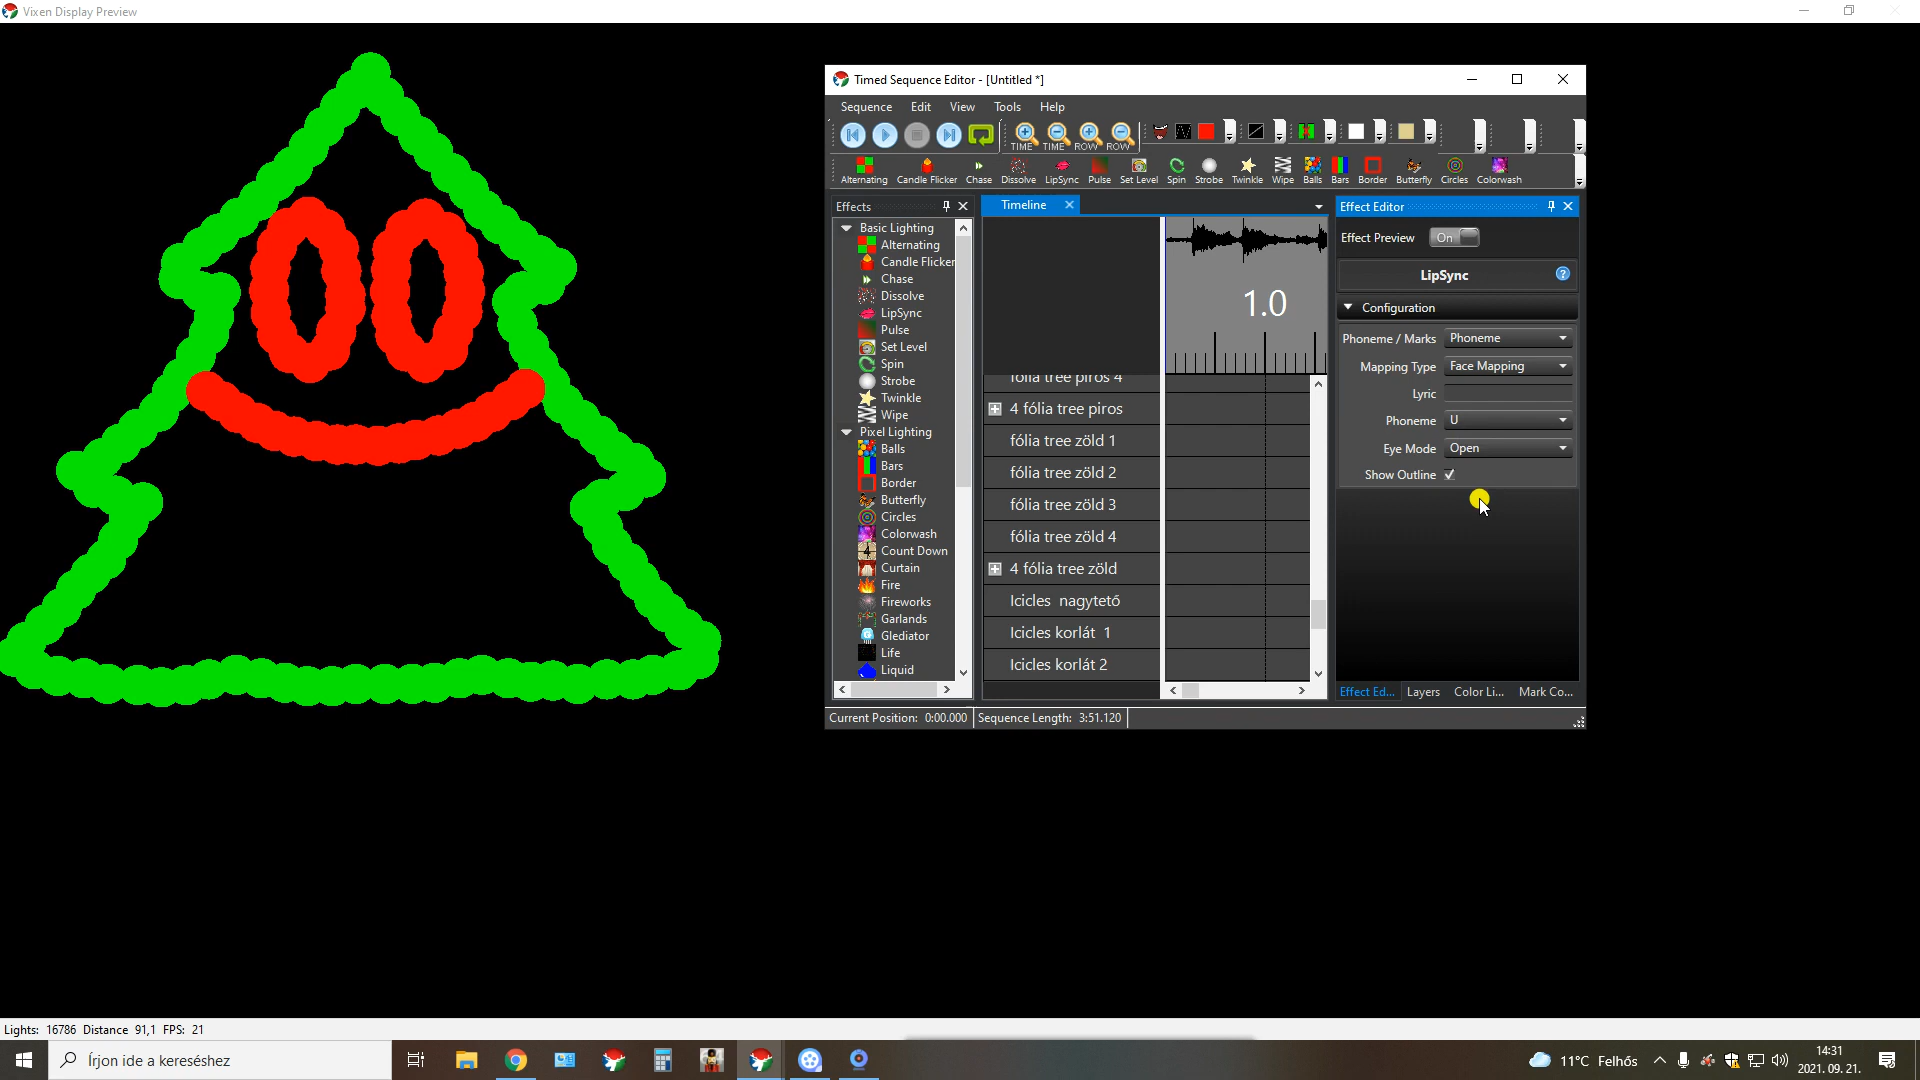 Vixen Display Preview
Timed Sequence Editor - [Untitled *]
Sequence Edit View Tools Help
TIME TIME ROW ROW
Alternating Candle Flicker Chase Dissolve LipSync Pulse Set Level Spin Strobe Twinkle Wipe Balls Bars Border Butterfly Circles Colorwash
Effects
Basic Lighting
Alternating
Candle Flicker
Chase
Dissolve
LipSync
Pulse
Set Level
Spin
Strobe
Twinkle
Wipe
Pixel Lighting
Balls
Bars
Border
Butterfly
Circles
Colorwash
Count Down
Curtain
Fire
Fireworks
Garlands
Glediator
Life
Liquid
Timeline
1.0
fólia tree piros 4
4 fólia tree piros
fólia tree zöld 1
fólia tree zöld 2
fólia tree zöld 3
fólia tree zöld 4
4 fólia tree zöld
Icicles nagytető
Icicles korlát 1
Icicles korlát 2
Effect Editor
Effect Preview On
LipSync
?
Configuration
Phoneme / Marks Phoneme
Mapping Type Face Mapping
Lyric
Phoneme U
Eye Mode Open
Show Outline
Effect Ed... Layers Color Li... Mark Co...
Current Position: 0:00.000 Sequence Length: 3:51.120
Lights: 16786 Distance 91,1 FPS: 21
Írjon ide a kereséshez
11°C Felhős
14:31
2021. 09. 21.